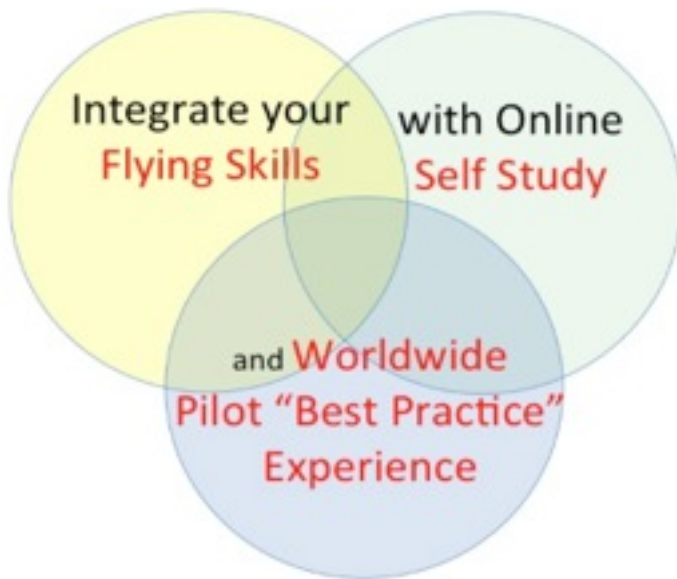 Integrate your
Flying Skills
with Online
Self Study
and Worldwide
Pilot “Best Practice”
Experience